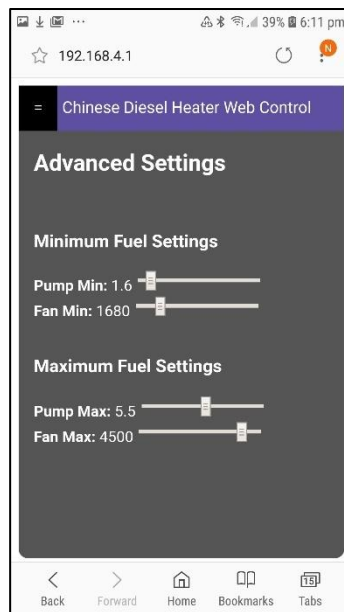 39% 6:11 pm
192.168.4.1
N
= Chinese Diesel Heater Web Control
Advanced Settings
Minimum Fuel Settings
Pump Min: 1.6
Fan Min: 1680
Maximum Fuel Settings
Pump Max: 5.5
Fan Max: 4500
15
Back Forward Home Bookmarks Tabs